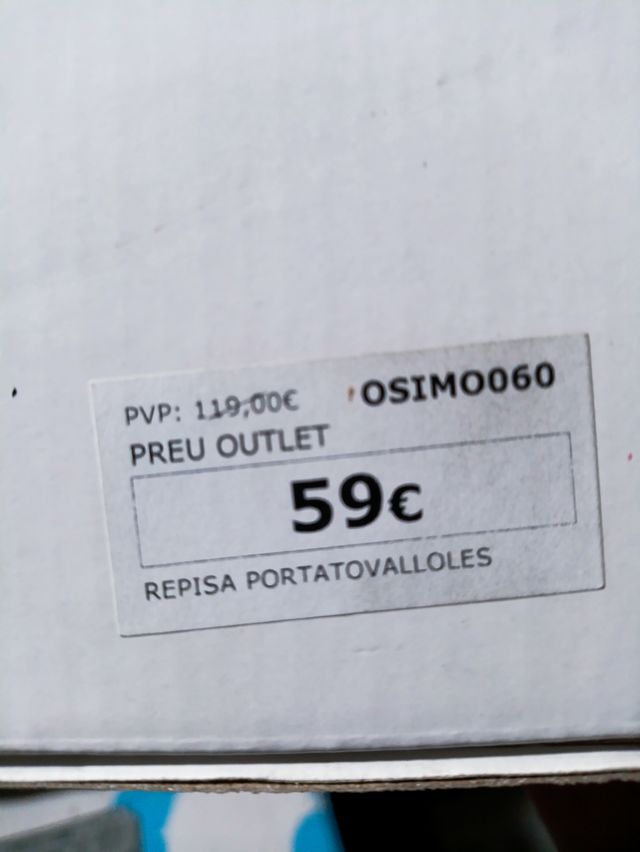 PVP: 119,00€ OSIMO060
PREU OUTLET
59€
REPISA PORTATOVALLOLES